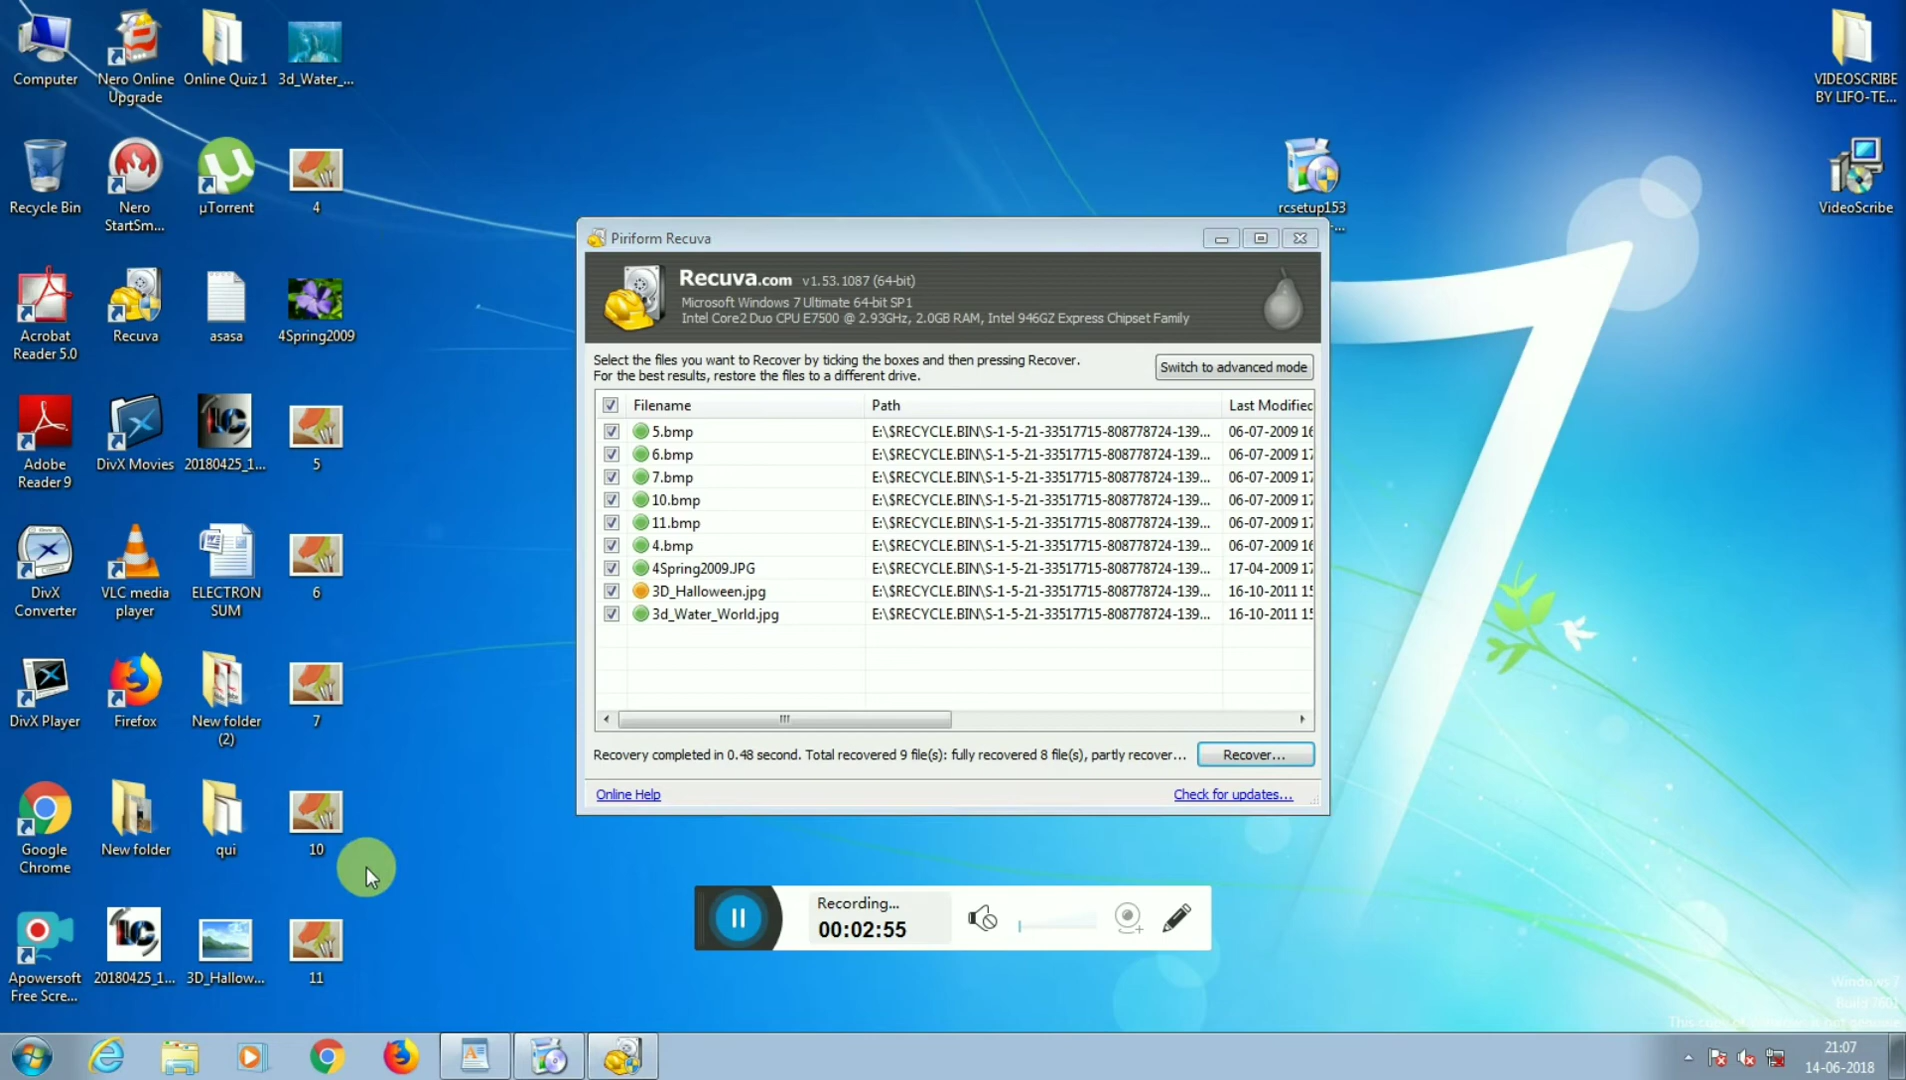 Computer
Nero Online
Upgrade
Online Quiz 1
3d_Water_...
VIDEOSCRIBE
BY LIFO-TE...
Recycle Bin
Nero
StartSm...
µTorrent
4
rcsetup153
VideoScribe
Acrobat
Reader 5.0
Recuva
asasa
4Spring2009
Adobe
Reader 9
DivX Movies
20180425_1...
5
DivX
Converter
VLC media
player
ELECTRON
SUM
6
DivX Player
Firefox
New folder
(2)
7
Google
Chrome
New folder
qui
10
Apowersoft
Free Scre...
20180425_1...
3D_Hallow...
11
Piriform Recuva
Recuva.com v1.53.1087 (64-bit)
Microsoft Windows 7 Ultimate 64-bit SP1
Intel Core2 Duo CPU E7500 @ 2.93GHz, 2.0GB RAM, Intel 946GZ Express Chipset Family
Select the files you want to Recover by ticking the boxes and then pressing Recover.
For the best results, restore the files to a different drive.
Switch to advanced mode
Filename Path Last Modified
5.bmp E:\$RECYCLE.BIN\S-1-5-21-33517715-808778724-139... 06-07-2009 16
6.bmp E:\$RECYCLE.BIN\S-1-5-21-33517715-808778724-139... 06-07-2009 17
7.bmp E:\$RECYCLE.BIN\S-1-5-21-33517715-808778724-139... 06-07-2009 17
10.bmp E:\$RECYCLE.BIN\S-1-5-21-33517715-808778724-139... 06-07-2009 17
11.bmp E:\$RECYCLE.BIN\S-1-5-21-33517715-808778724-139... 06-07-2009 17
4.bmp E:\$RECYCLE.BIN\S-1-5-21-33517715-808778724-139... 06-07-2009 16
4Spring2009.JPG E:\$RECYCLE.BIN\S-1-5-21-33517715-808778724-139... 17-04-2009 17
3D_Halloween.jpg E:\$RECYCLE.BIN\S-1-5-21-33517715-808778724-139... 16-10-2011 15
3d_Water_World.jpg E:\$RECYCLE.BIN\S-1-5-21-33517715-808778724-139... 16-10-2011 15
Recovery completed in 0.48 second. Total recovered 9 file(s): fully recovered 8 file(s), partly recover...
Recover...
Online Help
Check for updates...
Recording...
00:02:55
Windows 7
Build 7601
This copy of Windows is not genuine
21:07
14-06-2018